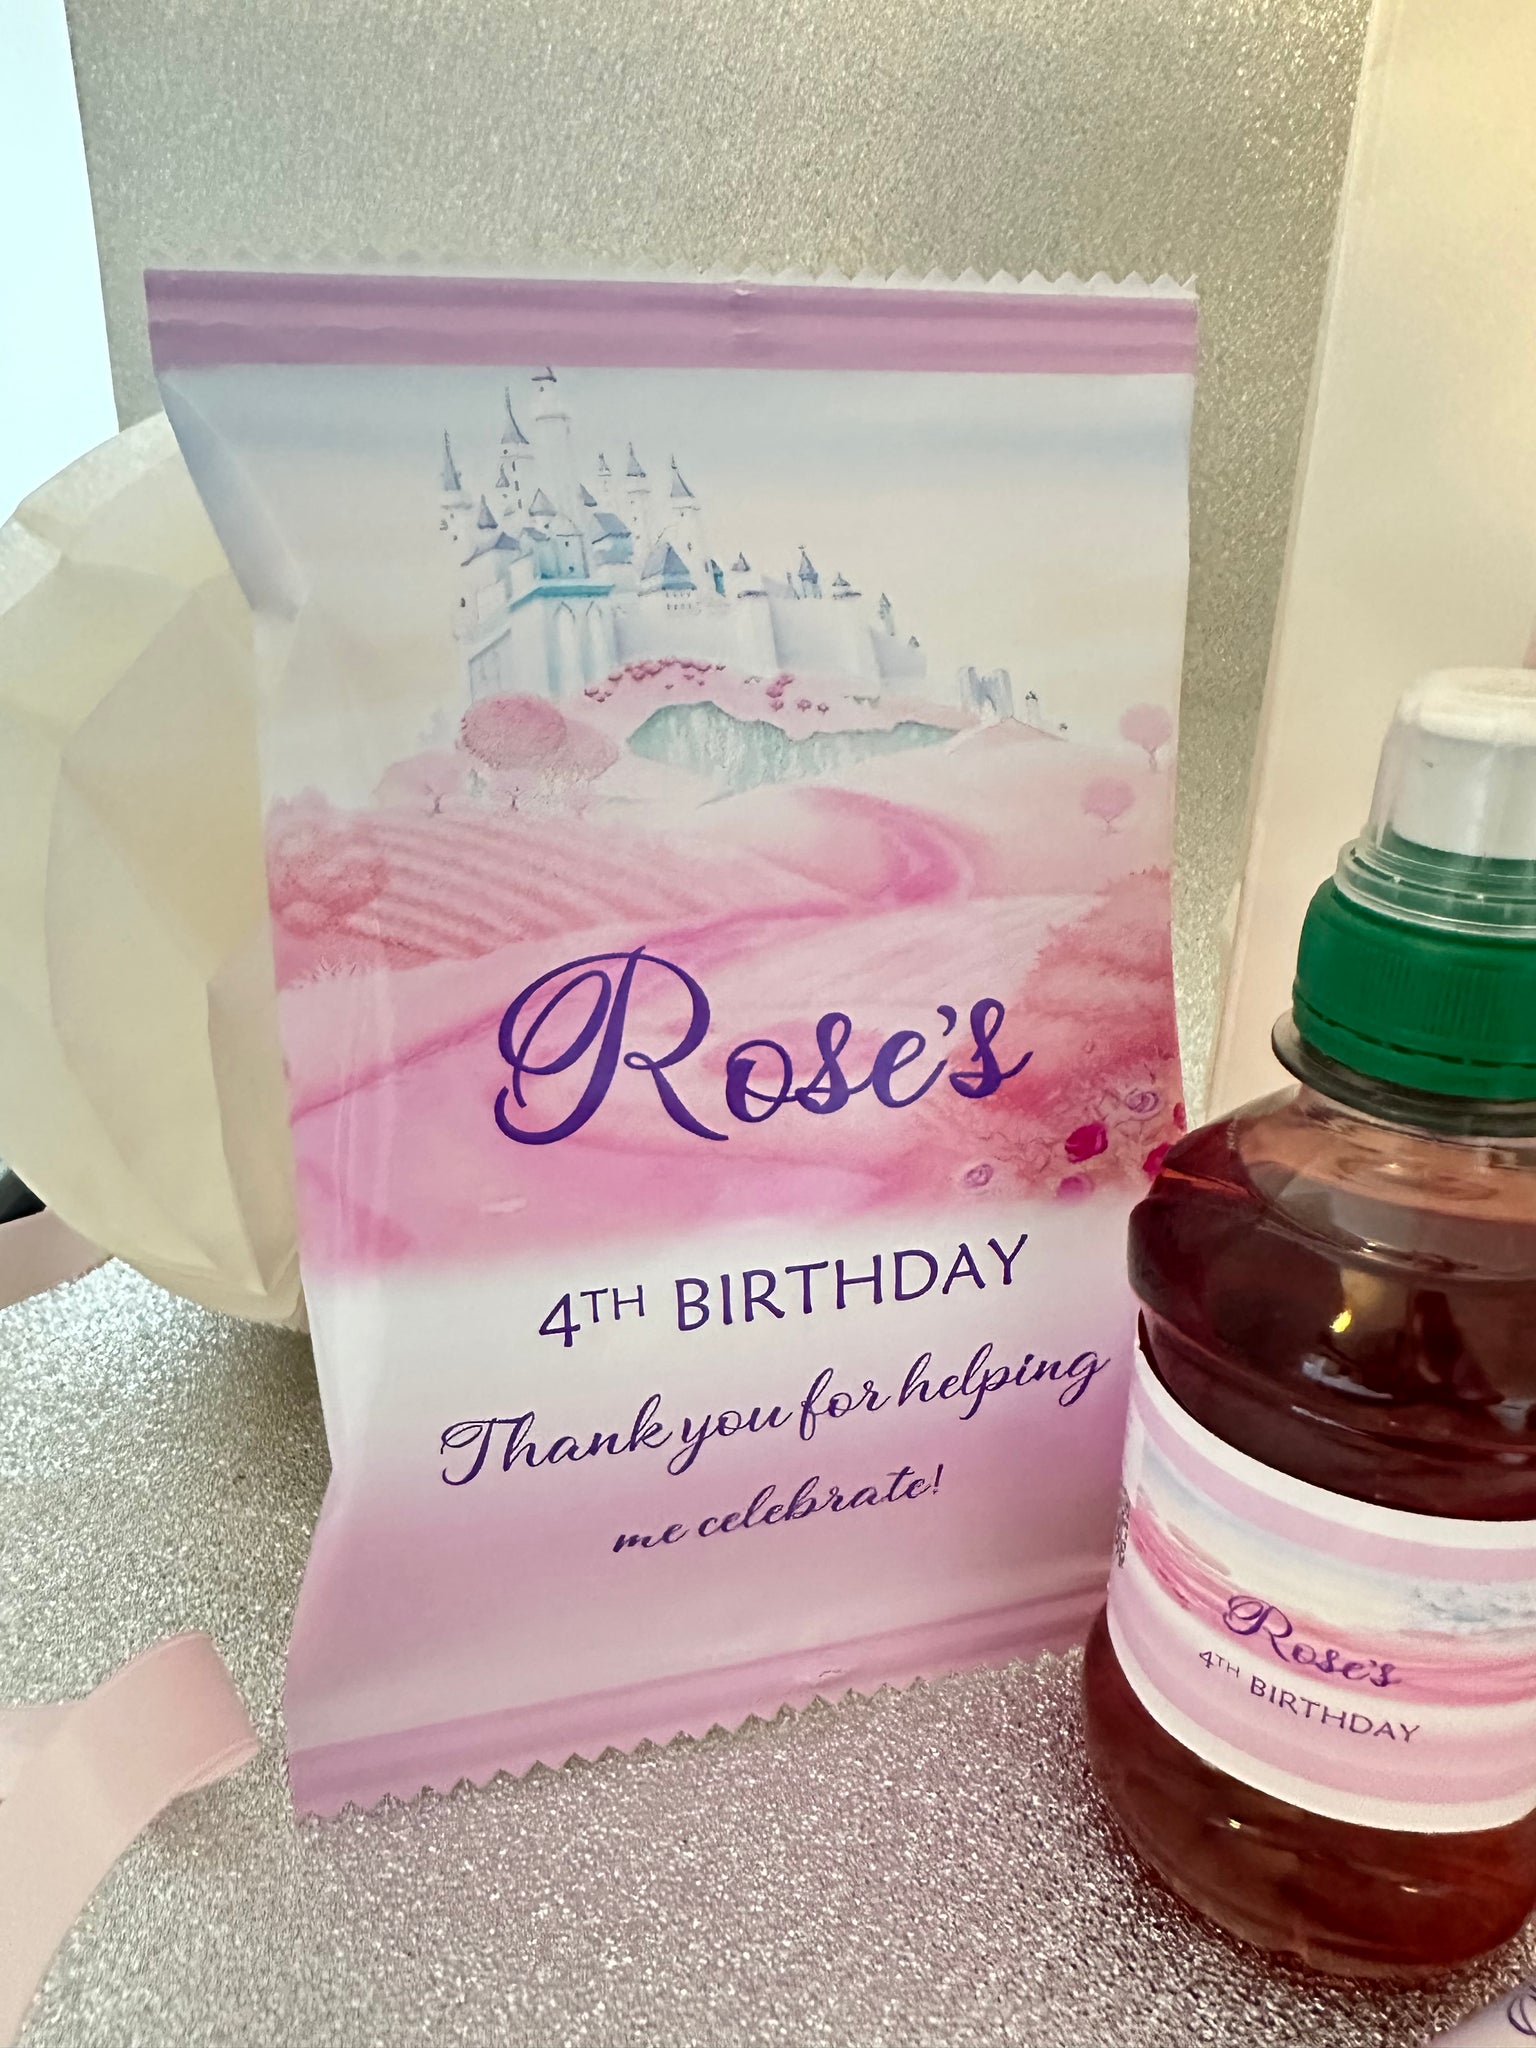 Rose's
4TH BIRTHDAY
Thank you for helping
me celebrate!
Rose's
4TH BIRTHDAY